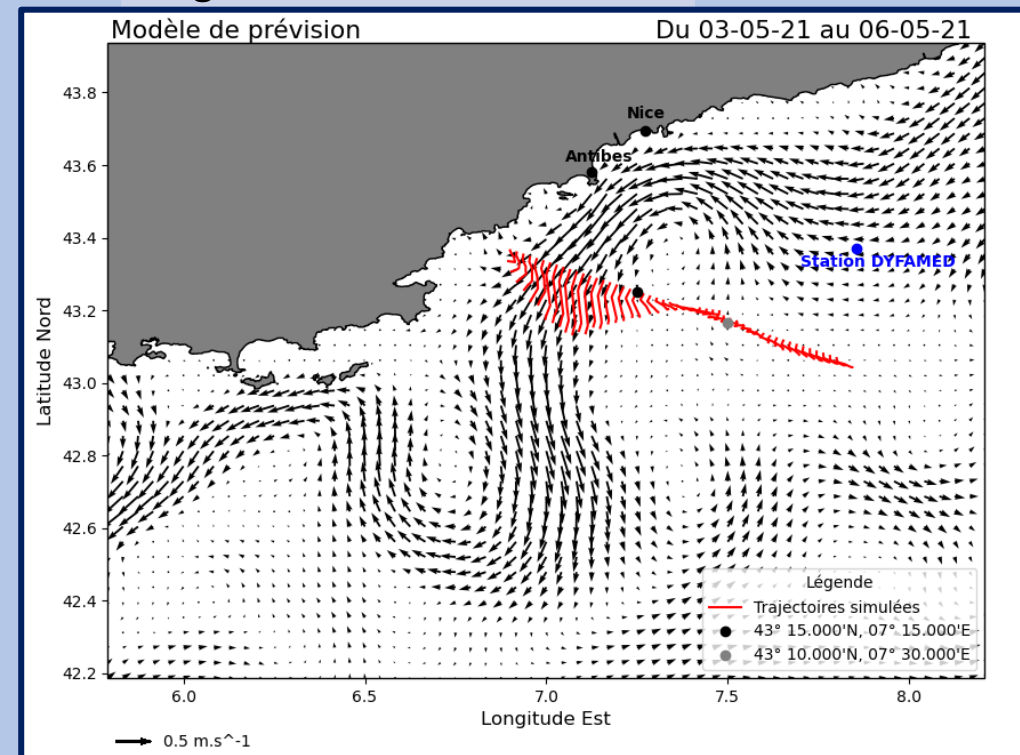 Modèle de prévision
Du 03-05-21 au 06-05-21
43.8
43.6
43.4
43.2
43.0
42.8
42.6
42.4
42.2
Latitude Nord
Nice
Antibes
Station DYFAMED
Légende
Trajectoires simulées
43° 15.000'N, 07° 15.000'E
43° 10.000'N, 07° 30.000'E
6.0 6.5 7.0 7.5 8.0
Longitude Est
0.5 m.s^-1